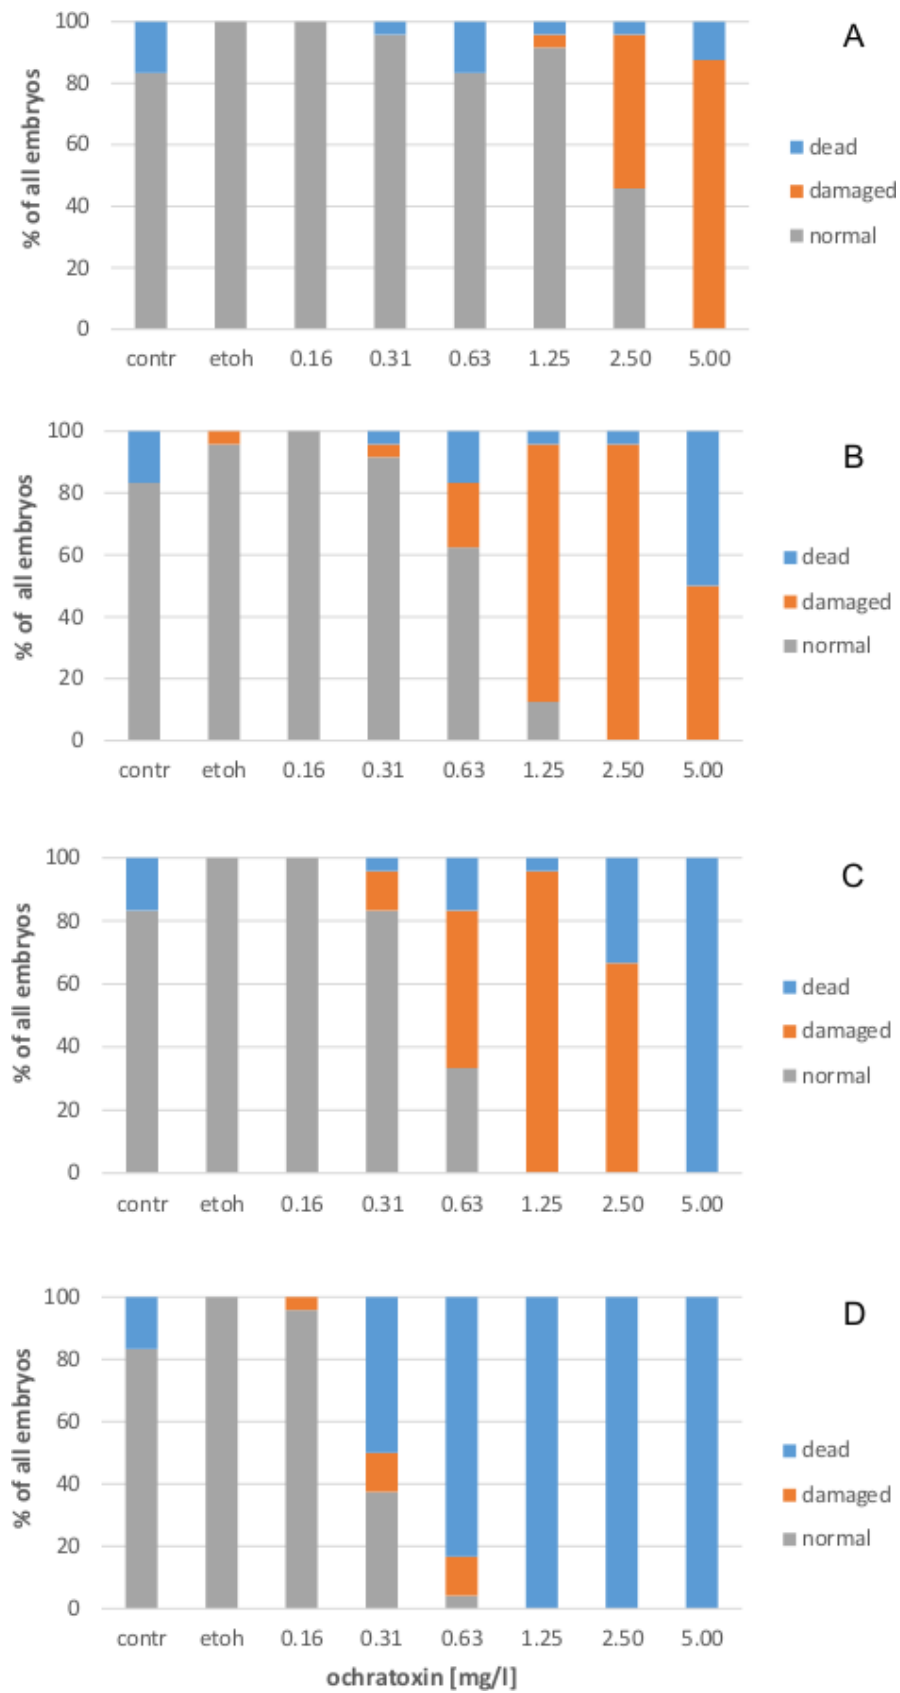 A
% of all embryos
100
80
60
40
20
0
contr etoh 0.16 0.31 0.63 1.25 2.50 5.00
dead
damaged
normal
B
% of all embryos
100
80
60
40
20
0
contr etoh 0.16 0.31 0.63 1.25 2.50 5.00
dead
damaged
normal
C
% of all embryos
100
80
60
40
20
0
contr etoh 0.16 0.31 0.63 1.25 2.50 5.00
dead
damaged
normal
D
% of all embryos
100
80
60
40
20
0
contr etoh 0.16 0.31 0.63 1.25 2.50 5.00
ochratoxin [mg/l]
dead
damaged
normal